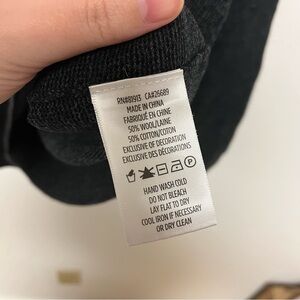 RN#80913 CA#26689
MADE IN CHINA
FABRIQUÉ EN CHINE
50% WOOL/LAINE
50% COTTON/COTON
EXCLUSIVE OF DECORATION
EXCLUSIVE DES DÉCORATIONS
P
HAND WASH COLD
DO NOT BLEACH
LAY FLAT TO DRY
COOL IRON IF NECESSARY
OR DRY CLEAN